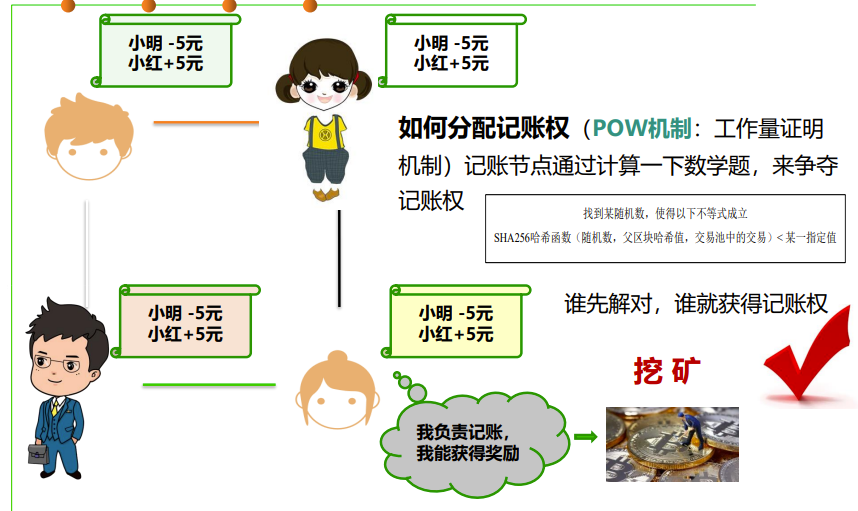 小明 -5元
小红+5元
小明 -5元
小红+5元
如何分配记账权（POW机制：工作量证明
机制）记账节点通过计算一下数学题，来争夺
记账权
找到某随机数，使得以下不等式成立
SHA256哈希函数（随机数，父区块哈希值，交易池中的交易）< 某一指定值
小明 -5元
小红+5元
小明 -5元
小红+5元
谁先解对，谁就获得记账权
挖 矿
我负责记账，
我能获得奖励